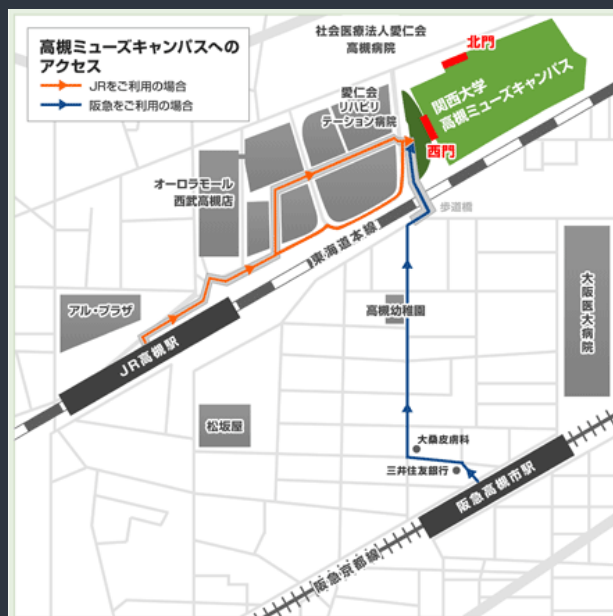 高槻ミューズキャンパスへの
アクセス
JRをご利用の場合
阪急をご利用の場合
社会医療法人愛仁会
高槻病院
北門
関西大学
高槻ミューズキャンパス
愛仁会
リハビリ
テーション病院
西門
オーロラモール
西武高槻店
歩道橋
東海道本線
大阪医大病院
アル・プラザ
高槻幼稚園
JR高槻駅
松坂屋
大桑皮膚科
三井住友銀行
阪急高槻市駅
阪急京都線